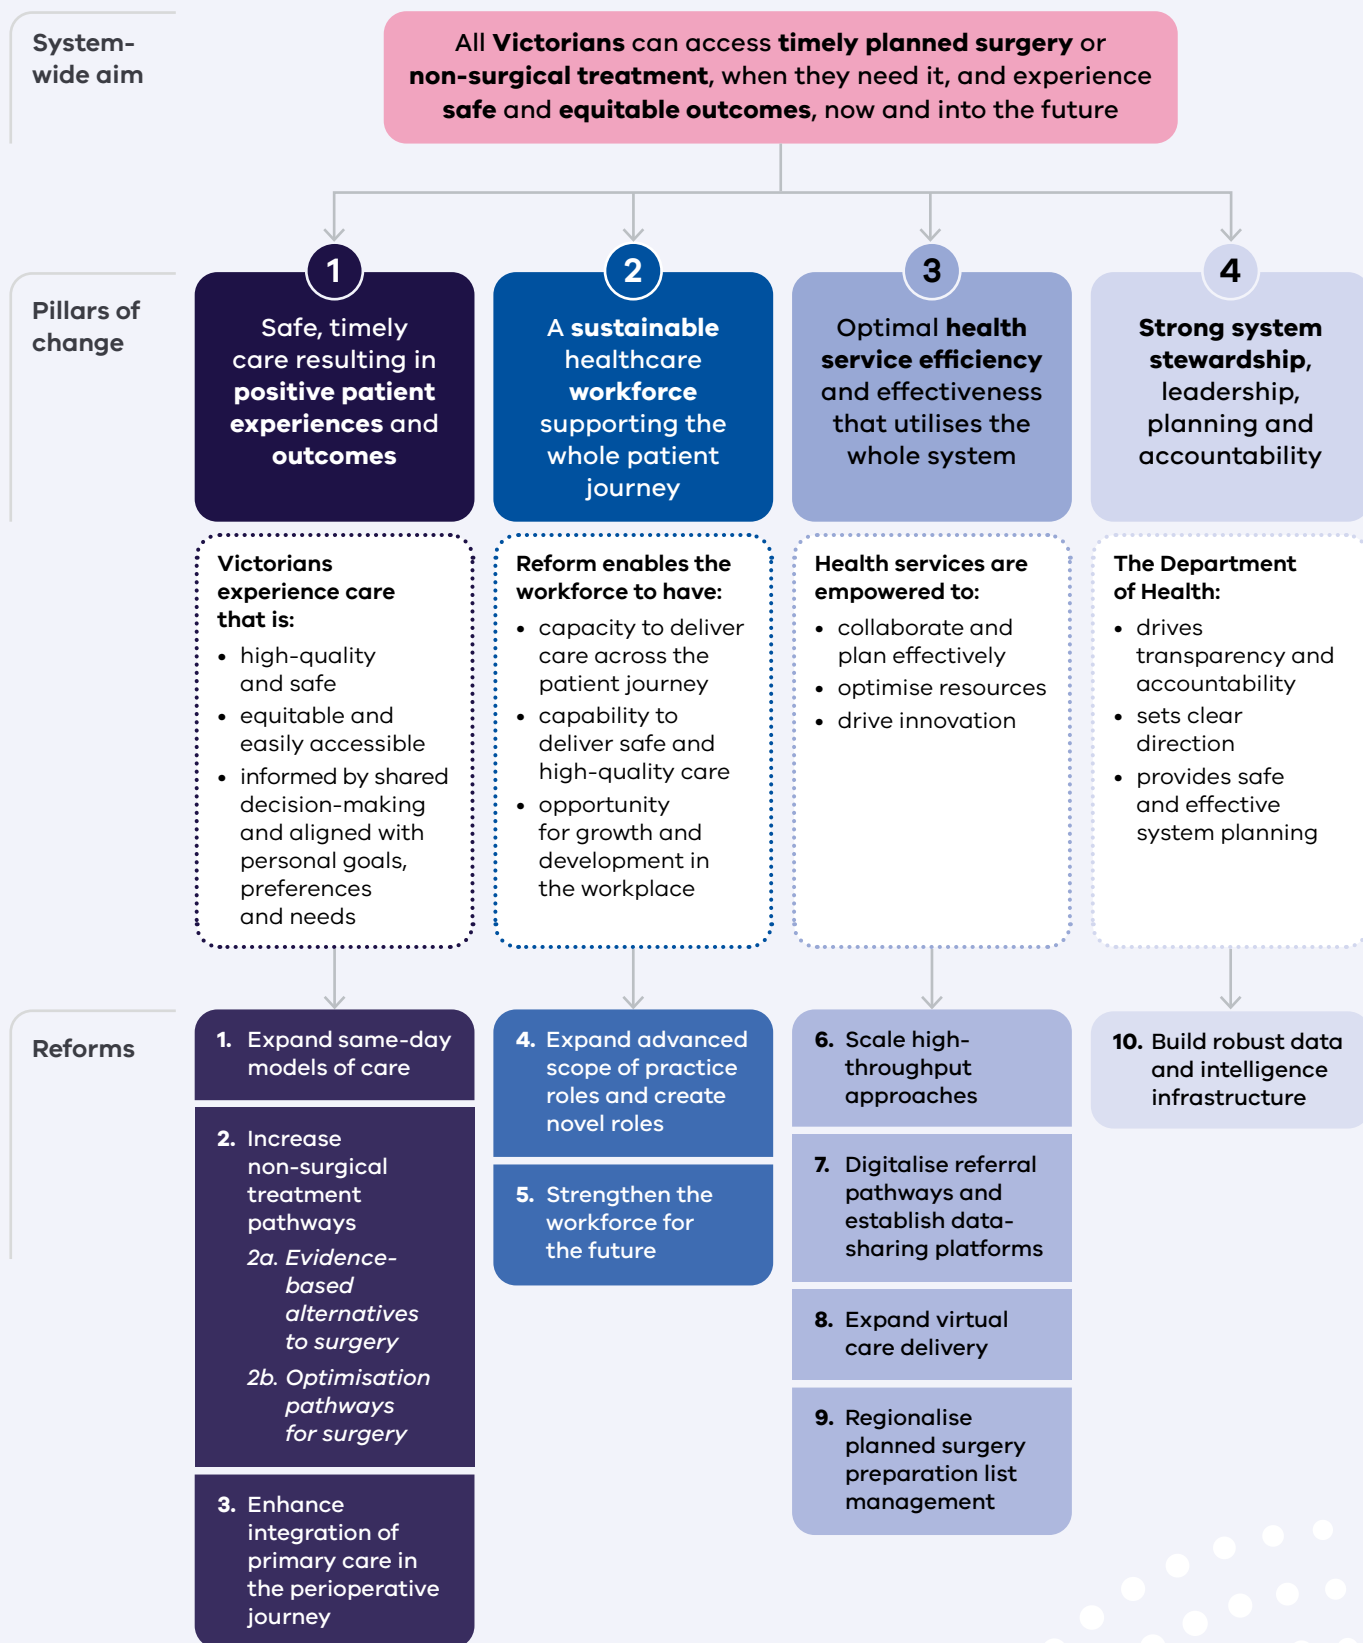 System-
wide aim
All Victorians can access timely planned surgery or
non-surgical treatment, when they need it, and experience
safe and equitable outcomes, now and into the future
Pillars of
change
1
Safe, timely
care resulting in
positive patient
experiences and
outcomes
2
A sustainable
healthcare
workforce
supporting the
whole patient
journey
3
Optimal health
service efficiency
and effectiveness
that utilises the
whole system
4
Strong system
stewardship,
leadership,
planning and
accountability
Victorians
experience care
that is:
• high-quality
and safe
• equitable and
easily accessible
• informed by shared
decision-making
and aligned with
personal goals,
preferences
and needs
Reform enables the
workforce to have:
• capacity to deliver
care across the
patient journey
• capability to
deliver safe and
high-quality care
• opportunity
for growth and
development in
the workplace
Health services are
empowered to:
• collaborate and
plan effectively
• optimise resources
• drive innovation
The Department
of Health:
• drives
transparency and
accountability
• sets clear
direction
• provides safe
and effective
system planning
Reforms
1. Expand same-day
models of care
2. Increase
non-surgical
treatment
pathways
2a. Evidence-
based
alternatives
to surgery
2b. Optimisation
pathways
for surgery
3. Enhance
integration of
primary care in
the perioperative
journey
4. Expand advanced
scope of practice
roles and create
novel roles
5. Strengthen the
workforce for
the future
6. Scale high-
throughput
approaches
7. Digitalise referral
pathways and
establish data-
sharing platforms
8. Expand virtual
care delivery
9. Regionalise
planned surgery
preparation list
management
10. Build robust data
and intelligence
infrastructure